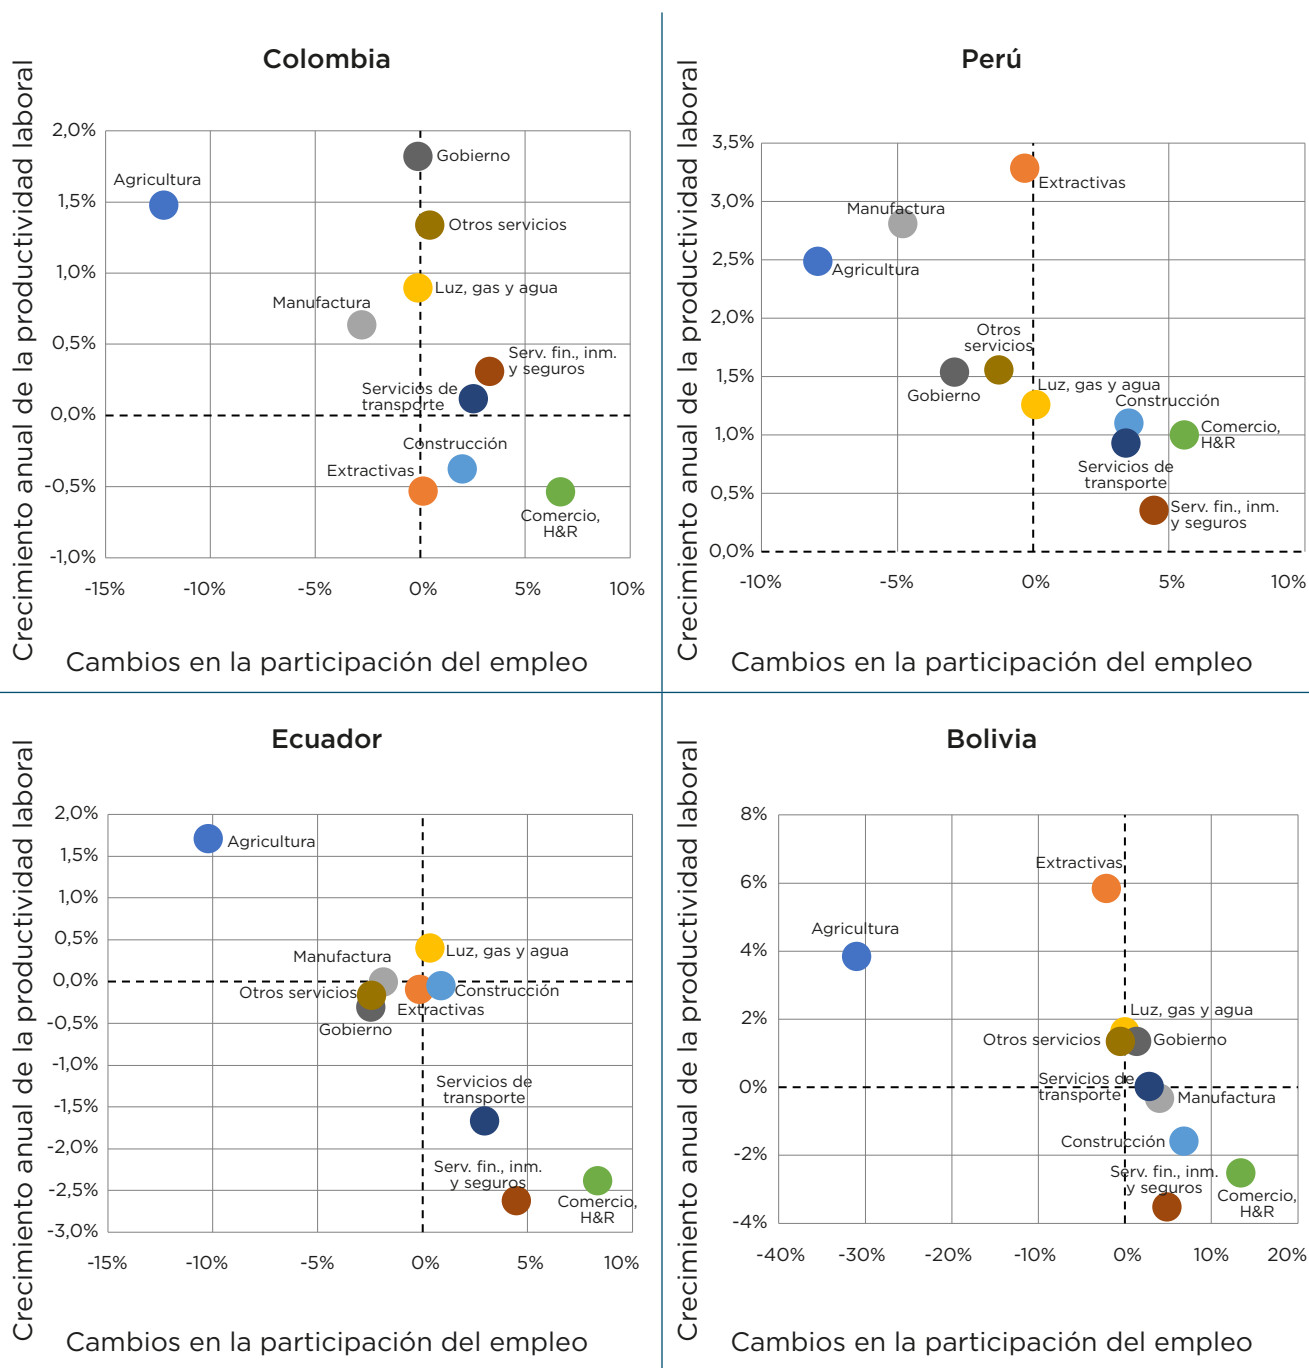 Colombia
Crecimiento anual de la productividad laboral
2,0%
1,5%
1,0%
0,5%
0,0%
-0,5%
-1,0%
Gobierno
Agricultura
Otros servicios
Luz, gas y agua
Manufactura
Serv. fin., inm.
y seguros
Servicios de
transporte
Construcción
Extractivas
Comercio,
H&R
-15%
-10%
-5%
0%
5%
10%
Cambios en la participación del empleo
Perú
Crecimiento anual de la productividad laboral
3,5%
3,0%
2,5%
2,0%
1,5%
1,0%
0,5%
0,0%
Extractivas
Manufactura
Agricultura
Otros
servicios
Gobierno
Luz, gas y agua
Construcción
Comercio,
H&R
Servicios de
transporte
Serv. fin., inm.
y seguros
-10%
-5%
0%
5%
10%
Cambios en la participación del empleo
Ecuador
Crecimiento anual de la productividad laboral
2,0%
1,5%
1,0%
0,5%
0,0%
-0,5%
-1,0%
-1,5%
-2,0%
-2,5%
-3,0%
Agricultura
Luz, gas y agua
Manufactura
Otros servicios
Construcción
Extractivas
Gobierno
Servicios de
transporte
Serv. fin., inm.
y seguros
Comercio,
H&R
-15%
-10%
-5%
0%
5%
10%
Cambios en la participación del empleo
Bolivia
Crecimiento anual de la productividad laboral
8%
6%
4%
2%
0%
-2%
-4%
Extractivas
Agricultura
Luz, gas y agua
Otros servicios
Gobierno
Servicios de
transporte
Manufactura
Construcción
Serv. fin., inm.
y seguros
Comercio,
H&R
-40%
-30%
-20%
-10%
0%
10%
20%
Cambios en la participación del empleo